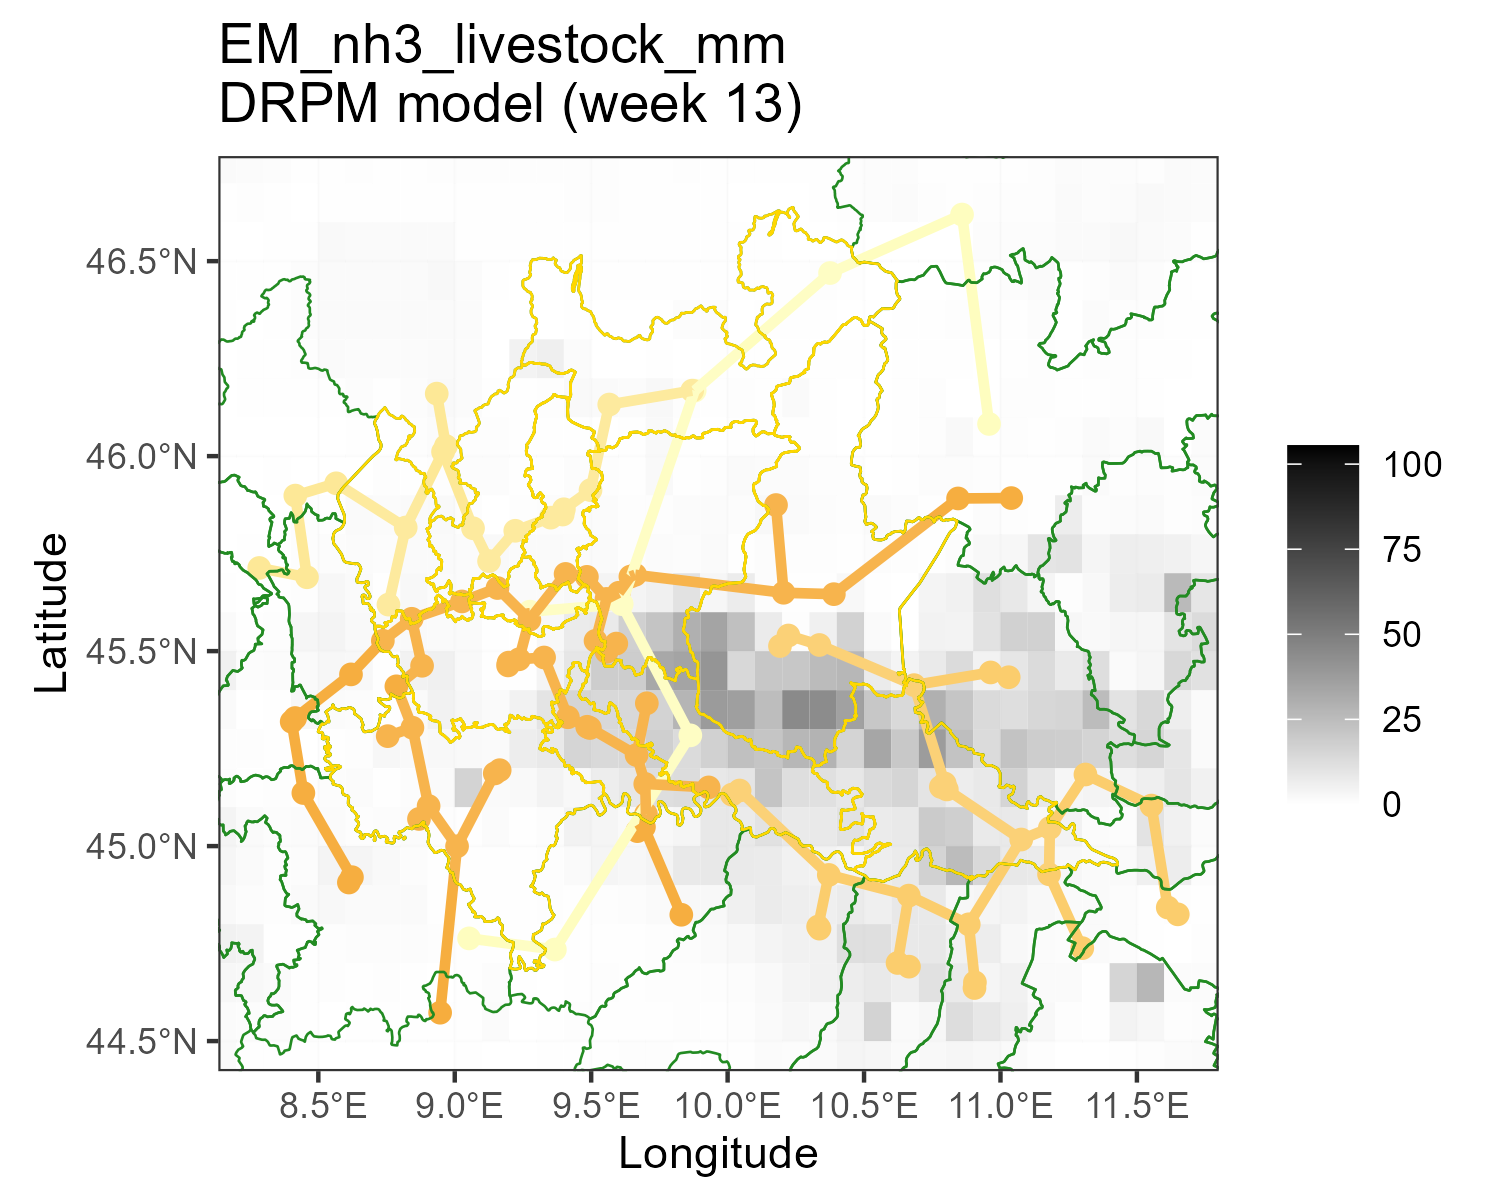 EM_nh3_livestock_mm
DRPM model (week 13)
Latitude
46.5°N
46.0°N
45.5°N
45.0°N
44.5°N
8.5°E 9.0°E 9.5°E 10.0°E 10.5°E 11.0°E 11.5°E
Longitude
100
75
50
25
0